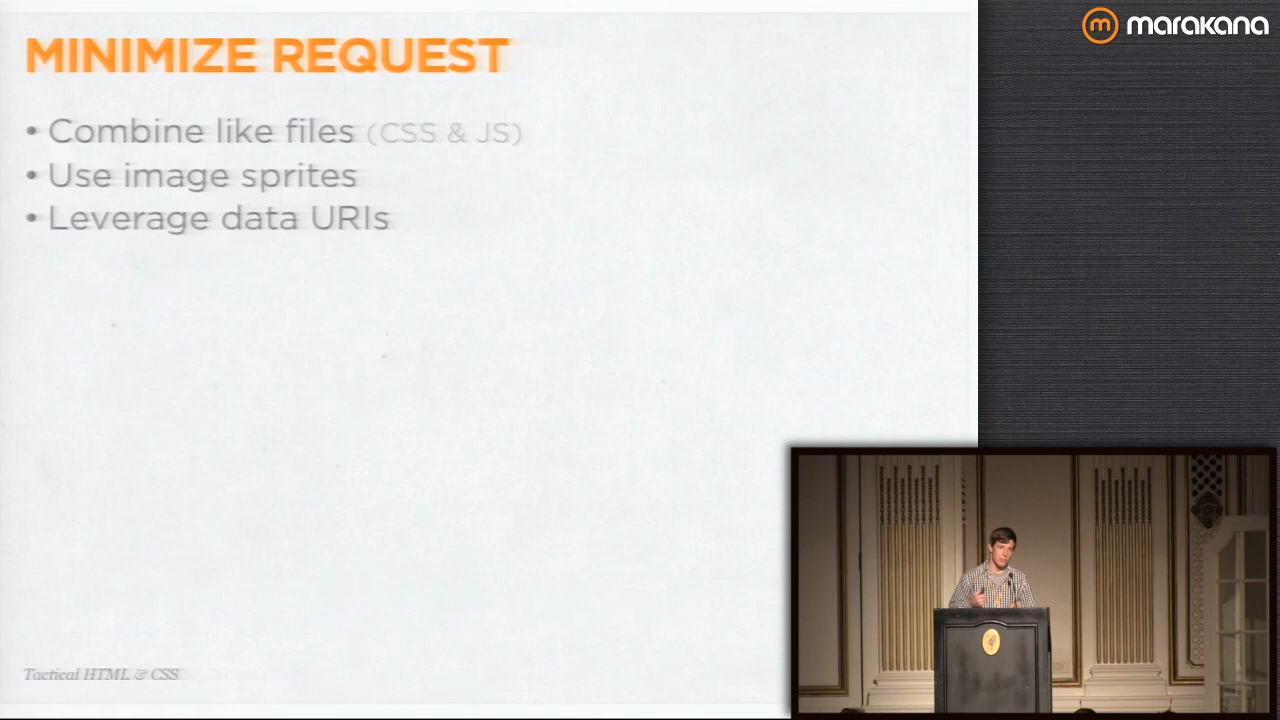 MINIMIZE REQUEST
• Combine like files (CSS & JS)
• Use image sprites
• Leverage data URIs
Tactical HTML & CSS
m marakana